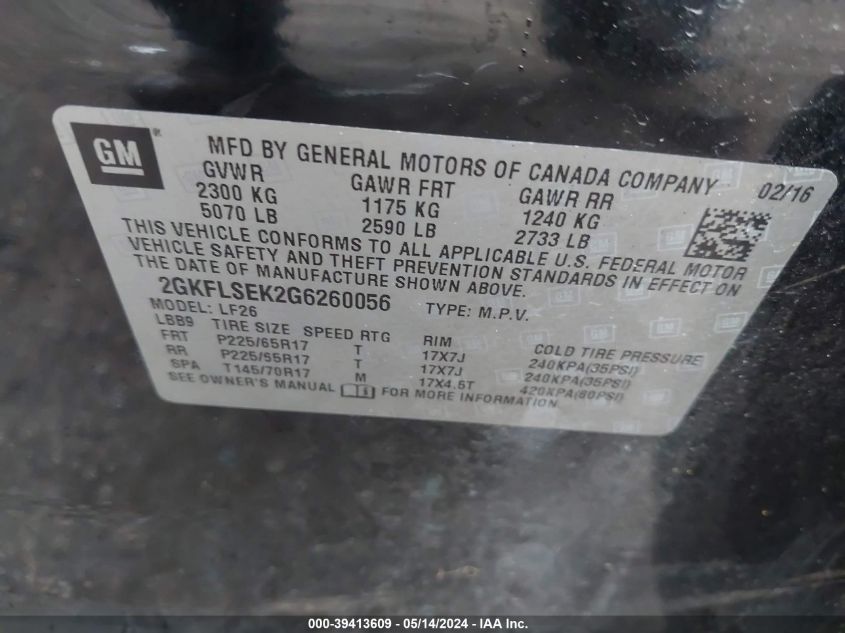 GM
MFD BY GENERAL MOTORS OF CANADA COMPANY 02/16
GVWR GAWR FRT GAWR RR
2300 KG 1175 KG 1240 KG
5070 LB 2590 LB 2733 LB
THIS VEHICLE CONFORMS TO ALL APPLICABLE U.S. FEDERAL MOTOR
VEHICLE SAFETY AND THEFT PREVENTION STANDARDS IN EFFECT ON
THE DATE OF MANUFACTURE SHOWN ABOVE.
2GKFLSEK2G6260056 TYPE: M.P.V.
MODEL: LF26
LBB9 TIRE SIZE SPEED RTG RIM COLD TIRE PRESSURE
FRT P225/65R17 T 17X7J 240KPA(35PSI)
RR P225/65R17 T 17X7J 240KPA(35PSI)
SPA T145/70R17 M 17X4.5T 420KPA(60PSI)
SEE OWNER'S MANUAL FOR MORE INFORMATION
000-39413609 - 05/14/2024 - IAA Inc.